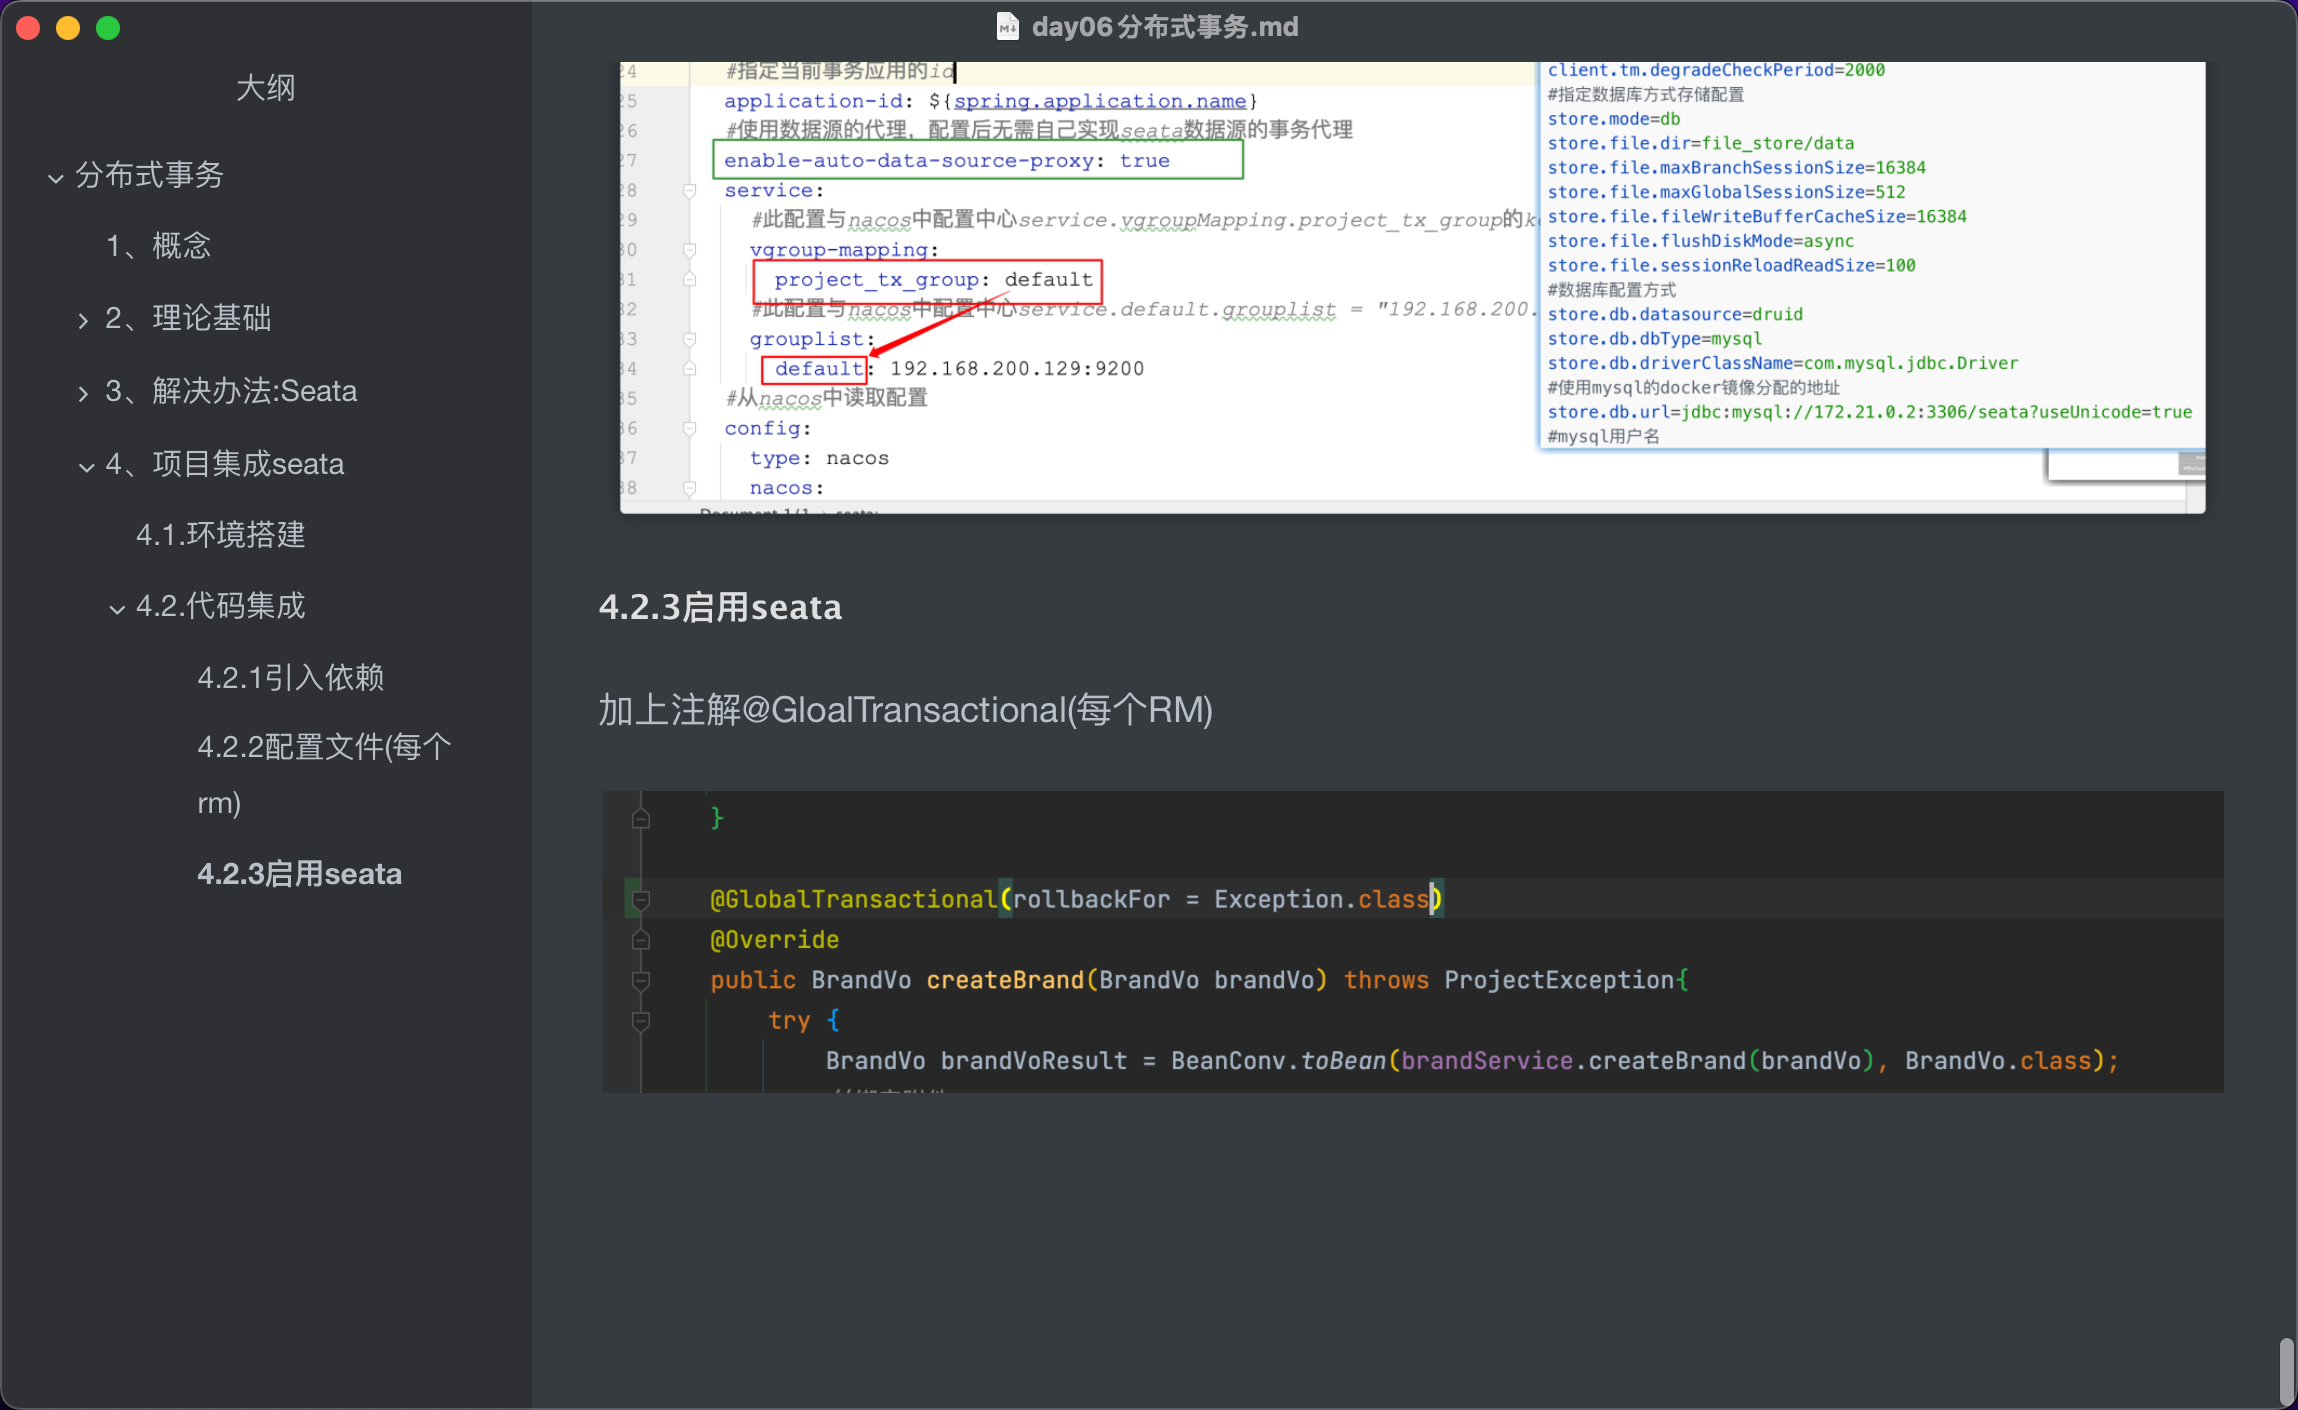 day06分布式事务.md
大纲
分布式事务
1、概念
2、理论基础
3、解决办法:Seata
4、项目集成seata
4.1.环境搭建
4.2.代码集成
4.2.1引入依赖
4.2.2配置文件(每个
rm)
4.2.3启用seata
24 #指定当前事务应用的id
25 application-id: ${spring.application.name}
26 #使用数据源的代理，配置后无需自己实现seata数据源的事务代理
27 enable-auto-data-source-proxy: true
28 service:
29 #此配置与nacos中配置中心service.vgroupMapping.project_tx_group的k
30 vgroup-mapping:
31 project_tx_group: default
32 #此配置与nacos中配置中心service.default.grouplist = "192.168.200.
33 grouplist:
34 default: 192.168.200.129:9200
35 #从nacos中读取配置
36 config:
37 type: nacos
38 nacos:
Document 1/1 seata:
client.tm.degradeCheckPeriod=2000
#指定数据库方式存储配置
store.mode=db
store.file.dir=file_store/data
store.file.maxBranchSessionSize=16384
store.file.maxGlobalSessionSize=512
store.file.fileWriteBufferCacheSize=16384
store.file.flushDiskMode=async
store.file.sessionReloadReadSize=100
#数据库配置方式
store.db.datasource=druid
store.db.dbType=mysql
store.db.driverClassName=com.mysql.jdbc.Driver
#使用mysql的docker镜像分配的地址
store.db.url=jdbc:mysql://172.21.0.2:3306/seata?useUnicode=true
#mysql用户名
4.2.3启用seata
加上注解@GloalTransactional(每个RM)
}
@GlobalTransactional(rollbackFor = Exception.class)
@Override
public BrandVo createBrand(BrandVo brandVo) throws ProjectException{
try {
BrandVo brandVoResult = BeanConv.toBean(brandService.createBrand(brandVo), BrandVo.class);